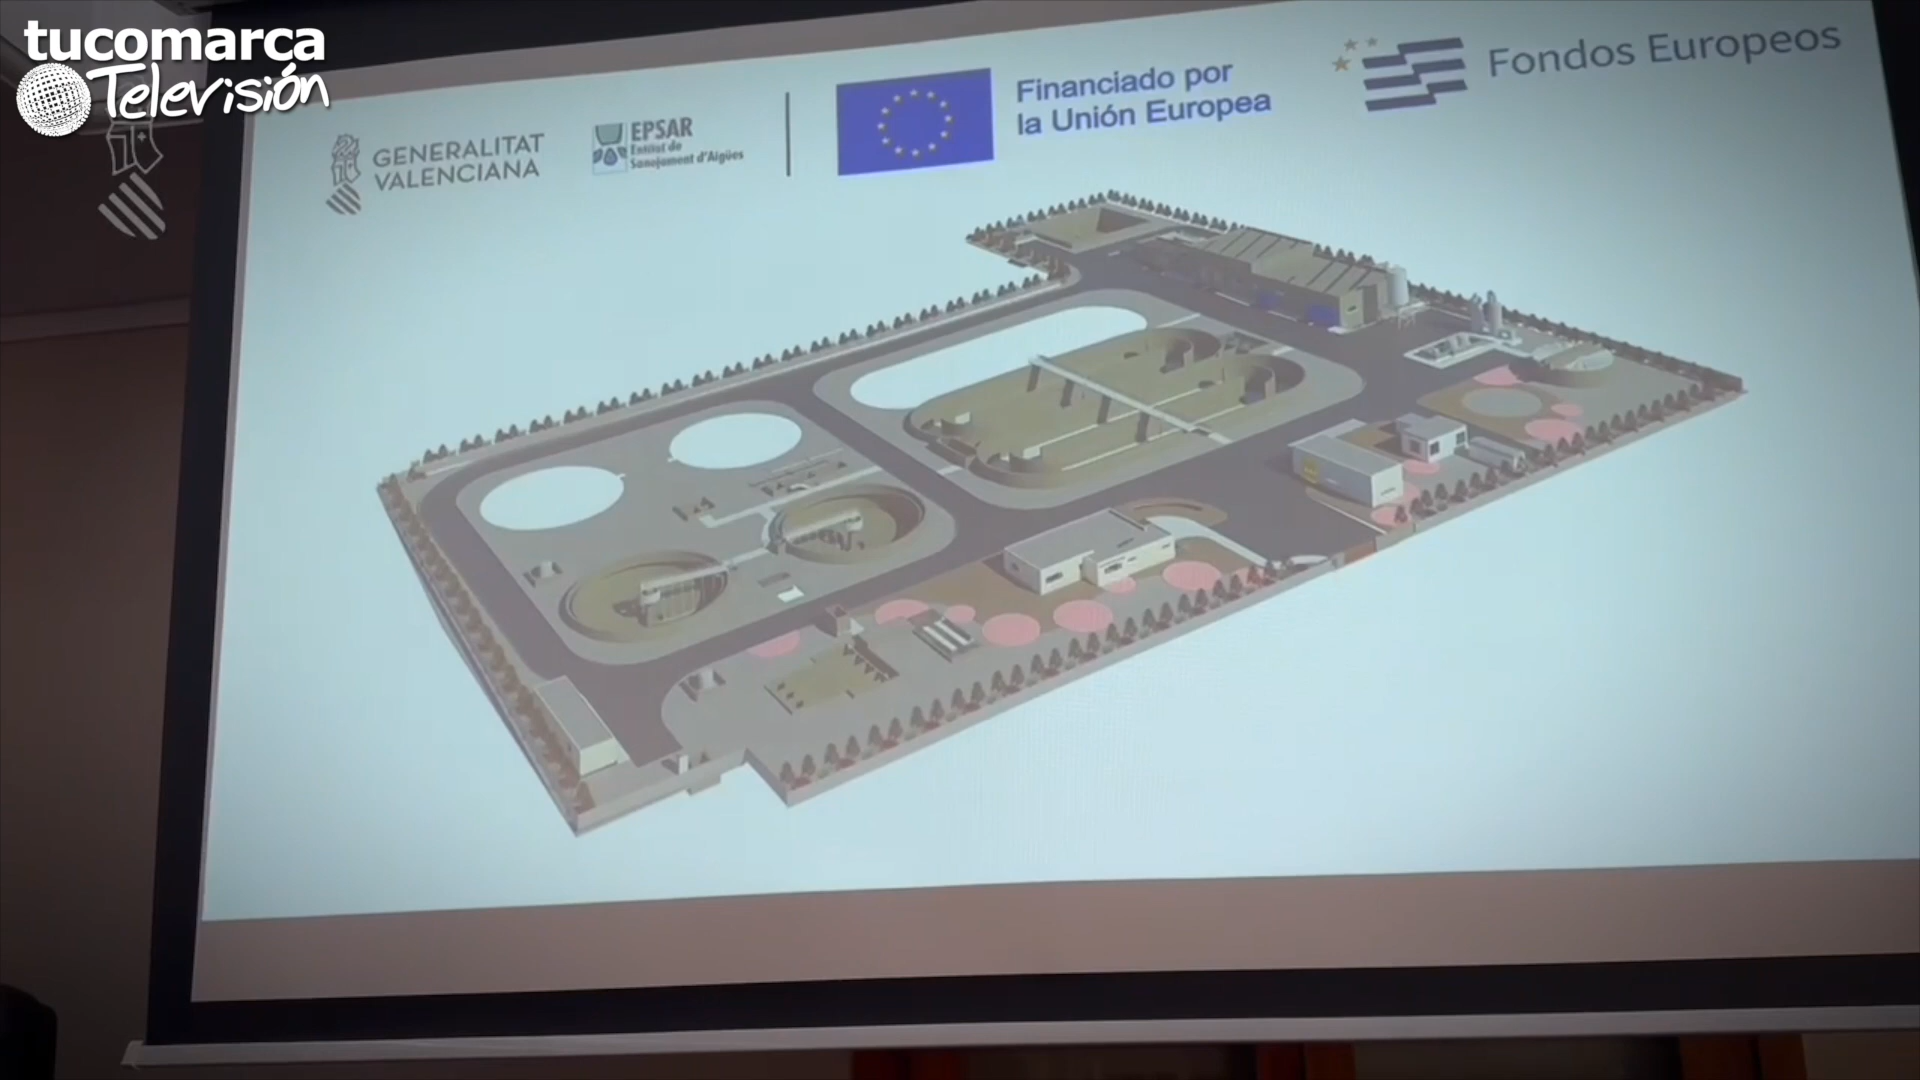 tucomarca
Televisión
GENERALITAT
VALENCIANA
EPSAR
Entitat de
Sanejament d'Aigües
Financiado por
la Unión Europea
Fondos Europeos